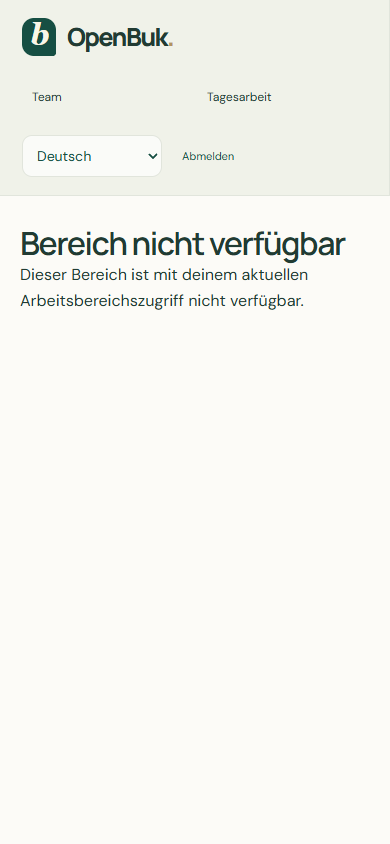 b OpenBuk.
Team Tagesarbeit
Deutsch Abmelden
Bereich nicht verfügbar
Dieser Bereich ist mit deinem aktuellen
Arbeitsbereichszugriff nicht verfügbar.